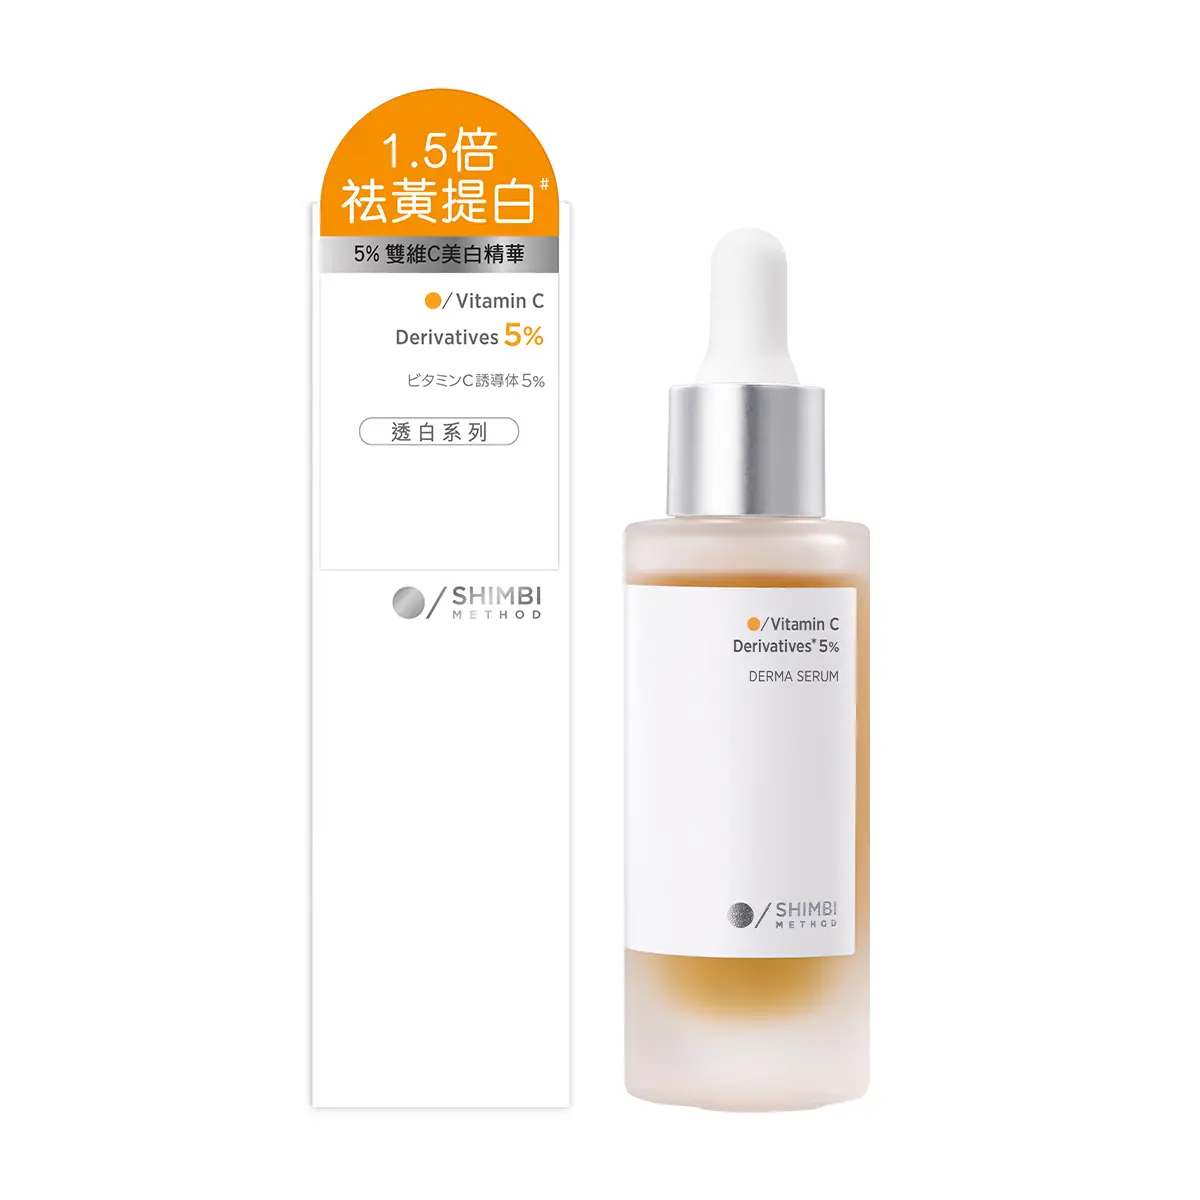 1.5倍
祛黃提白#
5% 雙維C美白精華
/Vitamin C
Derivatives 5%
ビタミンC誘導体5%
透白系列
/SHIMBI
METHOD
/Vitamin C
Derivatives* 5%
DERMA SERUM
/SHIMBI
METHOD